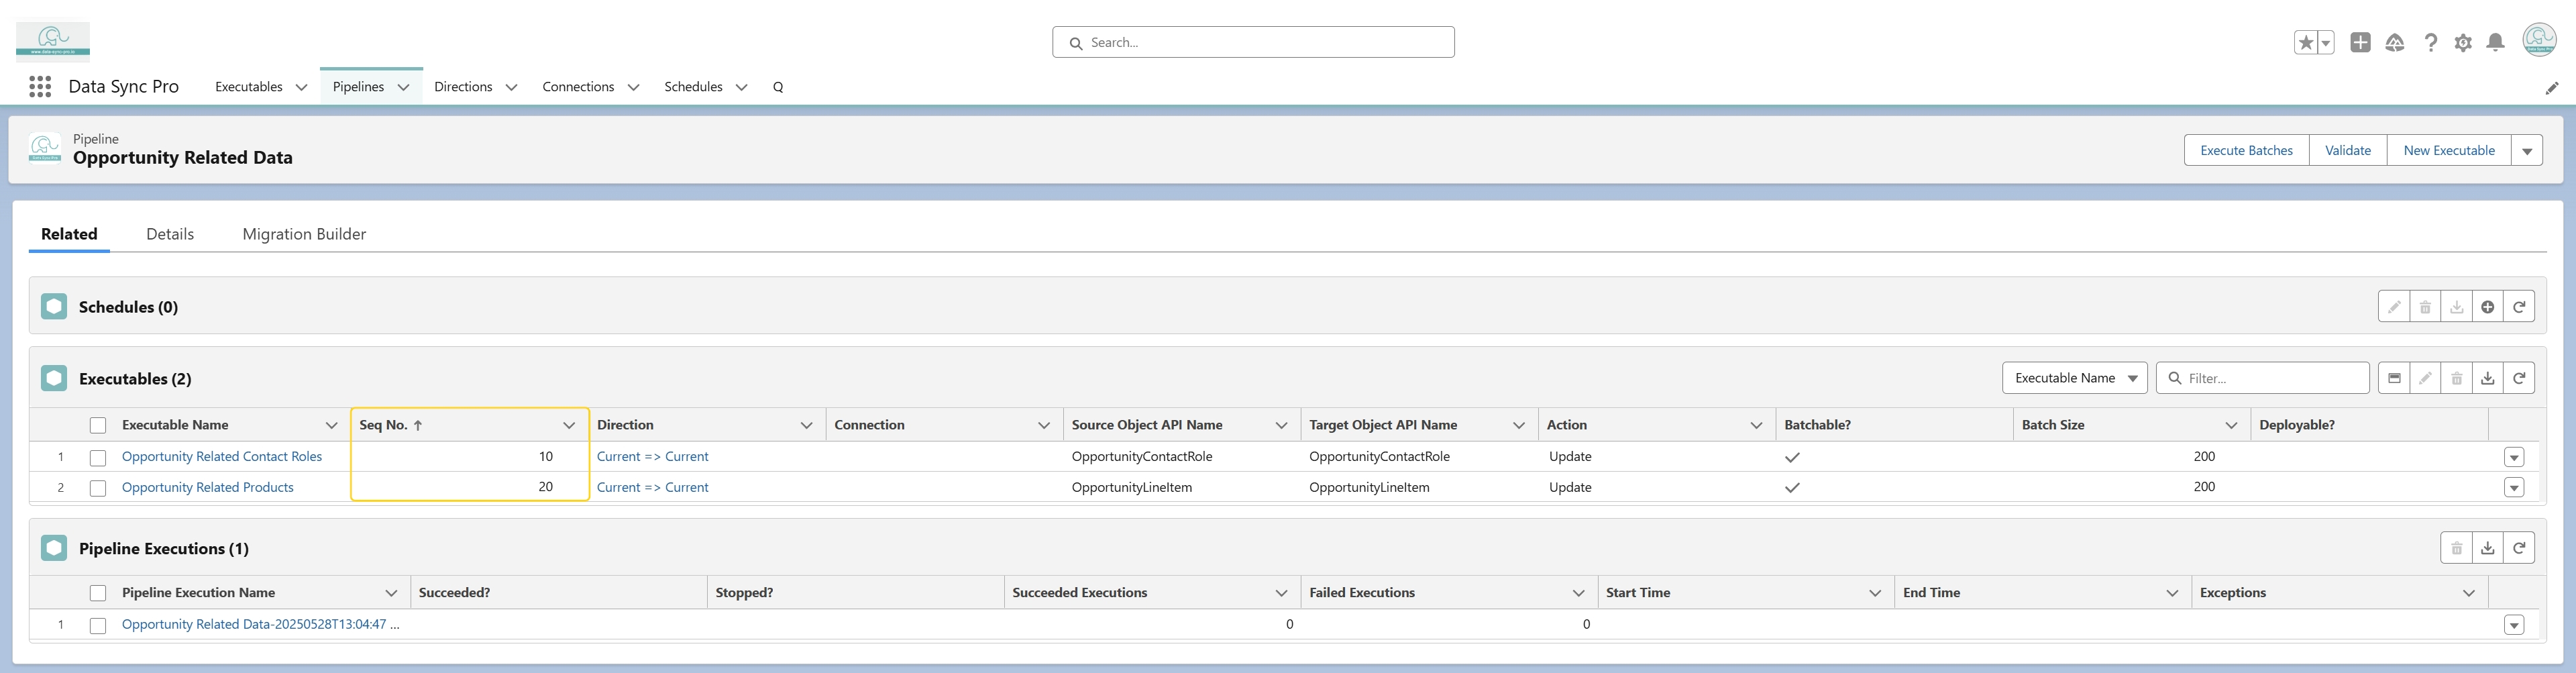 www.data-sync-pro.io
Search...
Data Sync Pro
Executables
Pipelines
Directions
Connections
Schedules
Q
Pipeline
Opportunity Related Data
Execute Batches
Validate
New Executable
Related
Details
Migration Builder
Schedules (0)
Executables (2)
Executable Name
Filter...
Executable Name Seq No. Direction Connection Source Object API Name Target Object API Name Action Batchable? Batch Size Deployable?
1 Opportunity Related Contact Roles 10 Current => Current OpportunityContactRole OpportunityContactRole Update 200
2 Opportunity Related Products 20 Current => Current OpportunityLineItem OpportunityLineItem Update 200
Pipeline Executions (1)
Pipeline Execution Name Succeeded? Stopped? Succeeded Executions Failed Executions Start Time End Time Exceptions
1 Opportunity Related Data-20250528T13:04:47 ... 0 0